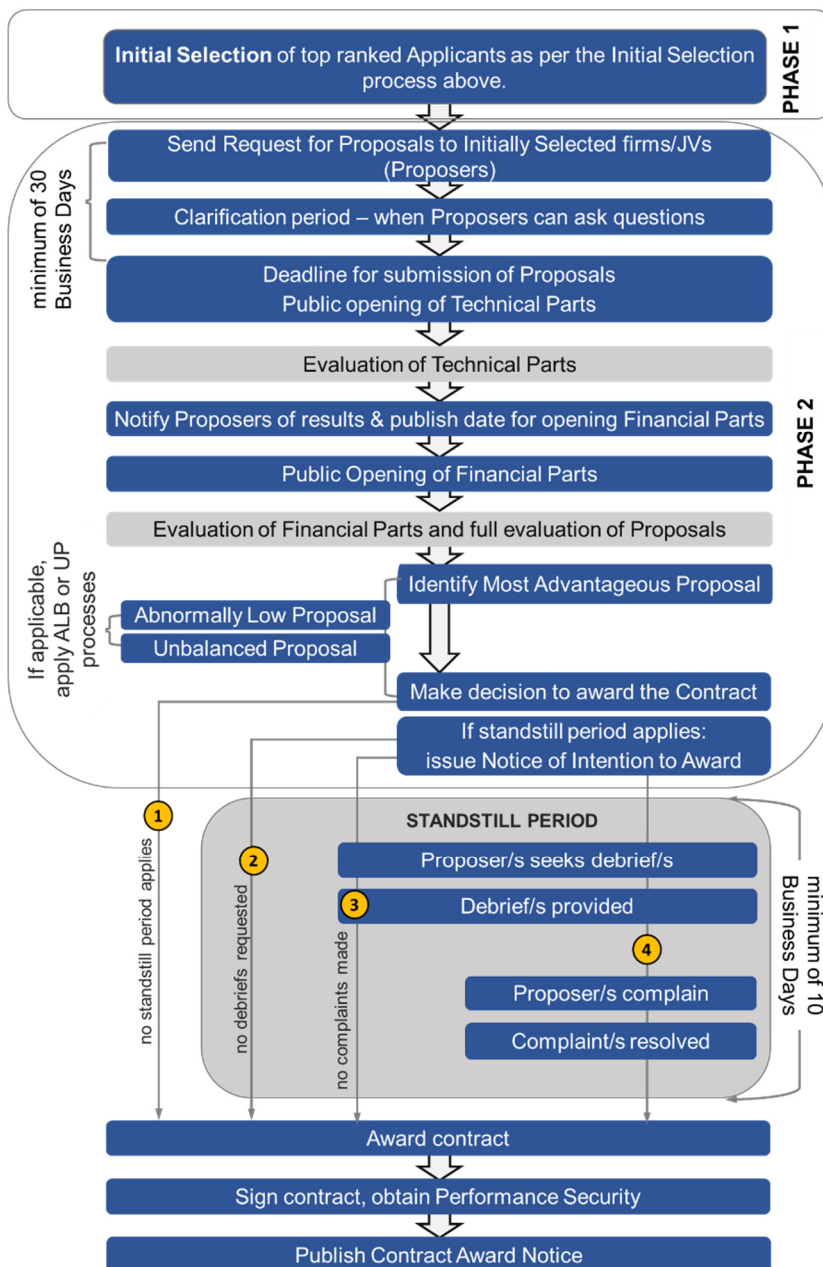 Initial Selection of top ranked Applicants as per the Initial Selection
process above.
PHASE 1
Send Request for Proposals to Initially Selected firms/JVs
(Proposers)
minimum of 30
Business Days
Clarification period – when Proposers can ask questions
Deadline for submission of Proposals
Public opening of Technical Parts
Evaluation of Technical Parts
Notify Proposers of results & publish date for opening Financial Parts
PHASE 2
Public Opening of Financial Parts
Evaluation of Financial Parts and full evaluation of Proposals
If applicable,
apply ALB or UP
processes
Identify Most Advantageous Proposal
Abnormally Low Proposal
Unbalanced Proposal
Make decision to award the Contract
If standstill period applies:
issue Notice of Intention to Award
1
no standstill period applies
2
no debriefs requested
STANDSTILL PERIOD
Proposer/s seeks debrief/s
3
Debrief/s provided
no complaints made
4
Proposer/s complain
Complaint/s resolved
minimum of 10
Business Days
Award contract
Sign contract, obtain Performance Security
Publish Contract Award Notice